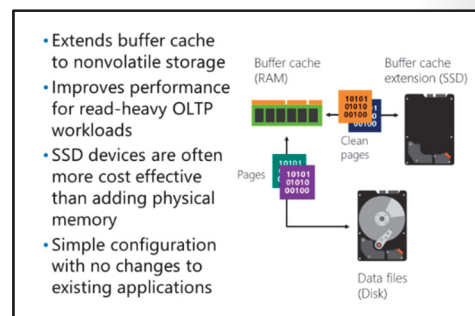 • Extends buffer cache
to nonvolatile storage
• Improves performance
for read-heavy OLTP
workloads
• SSD devices are often
more cost effective
than adding physical
memory
• Simple configuration
with no changes to
existing applications
Buffer cache
(RAM)
Buffer cache
extension (SSD)
10101
01010
00100
Clean
pages
Pages
10101
10101
01010
00100
Data files
(Disk)